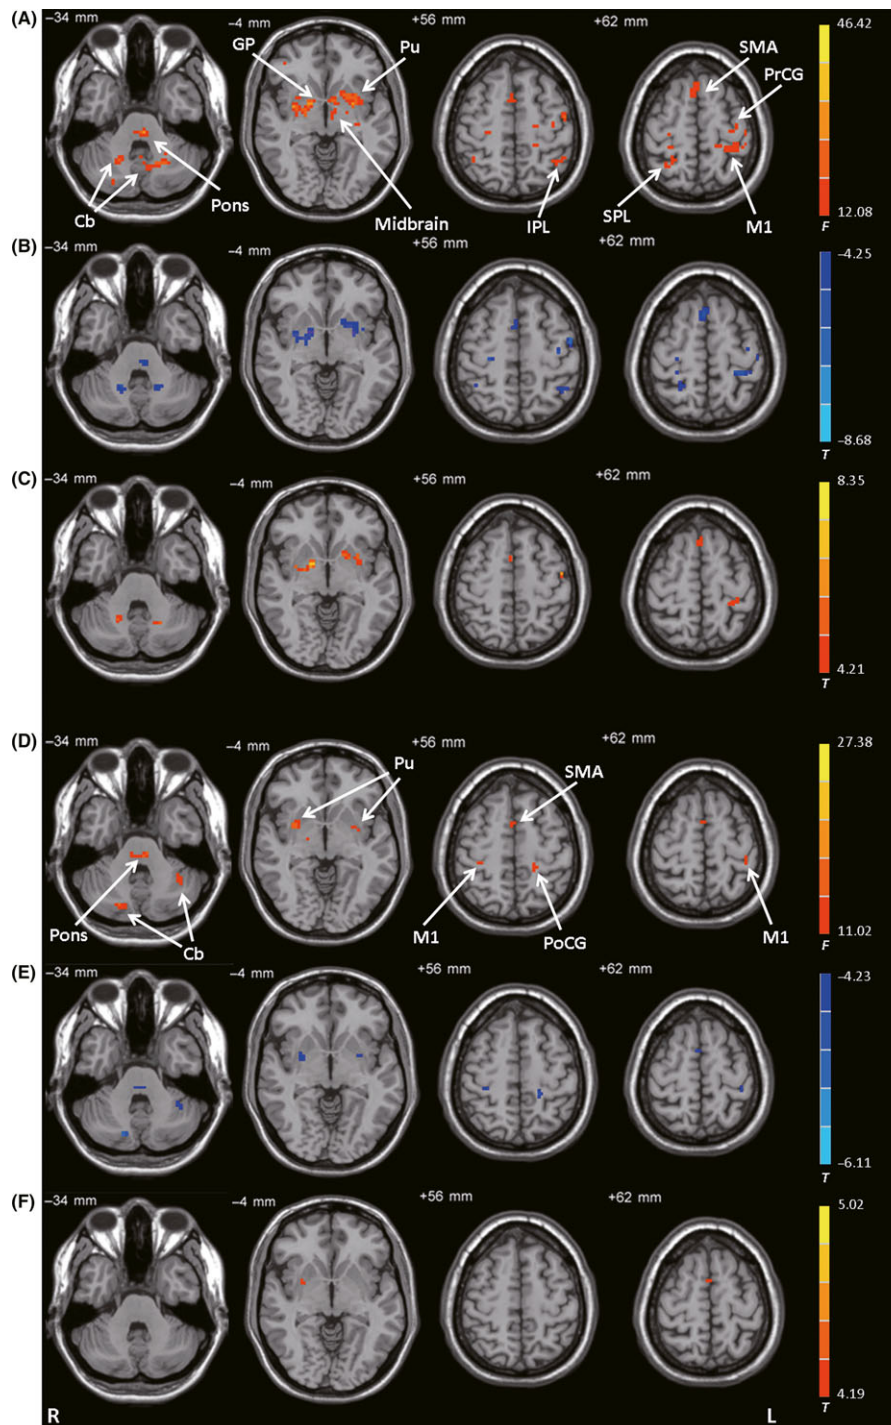 (A)
−34 mm
−4 mm
+56 mm
+62 mm
46.42
GP
Pu
SMA
PrCG
Cb
Pons
Midbrain
IPL
SPL
M1
12.08
F
(B)
−34 mm
−4 mm
+56 mm
+62 mm
−4.25
−8.68
T
(C)
−34 mm
−4 mm
+56 mm
+62 mm
8.35
4.21
T
(D)
−34 mm
−4 mm
+56 mm
+62 mm
27.38
Pu
SMA
Pons
Cb
M1
PoCG
M1
11.02
F
(E)
−34 mm
−4 mm
+56 mm
+62 mm
−4.23
−6.11
T
(F)
−34 mm
−4 mm
+56 mm
+62 mm
5.02
4.19
T
R
L